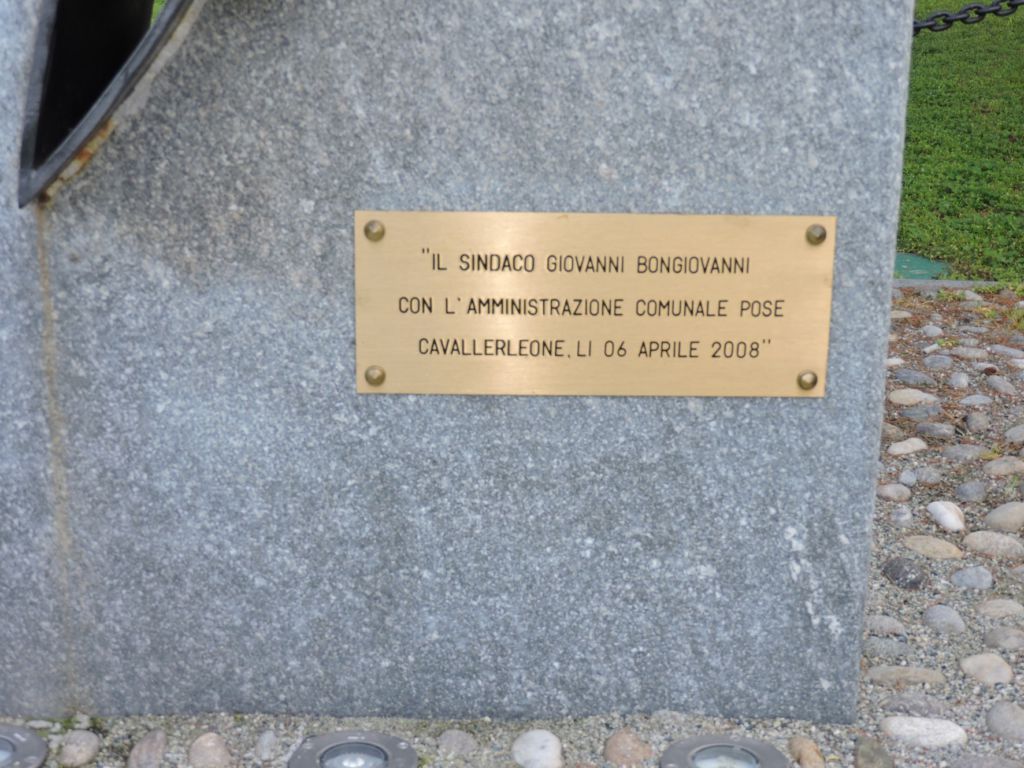 "IL SINDACO GIOVANNI BONGIOVANNI
CON L'AMMINISTRAZIONE COMUNALE POSE
CAVALLERLEONE, LI 06 APRILE 2008"